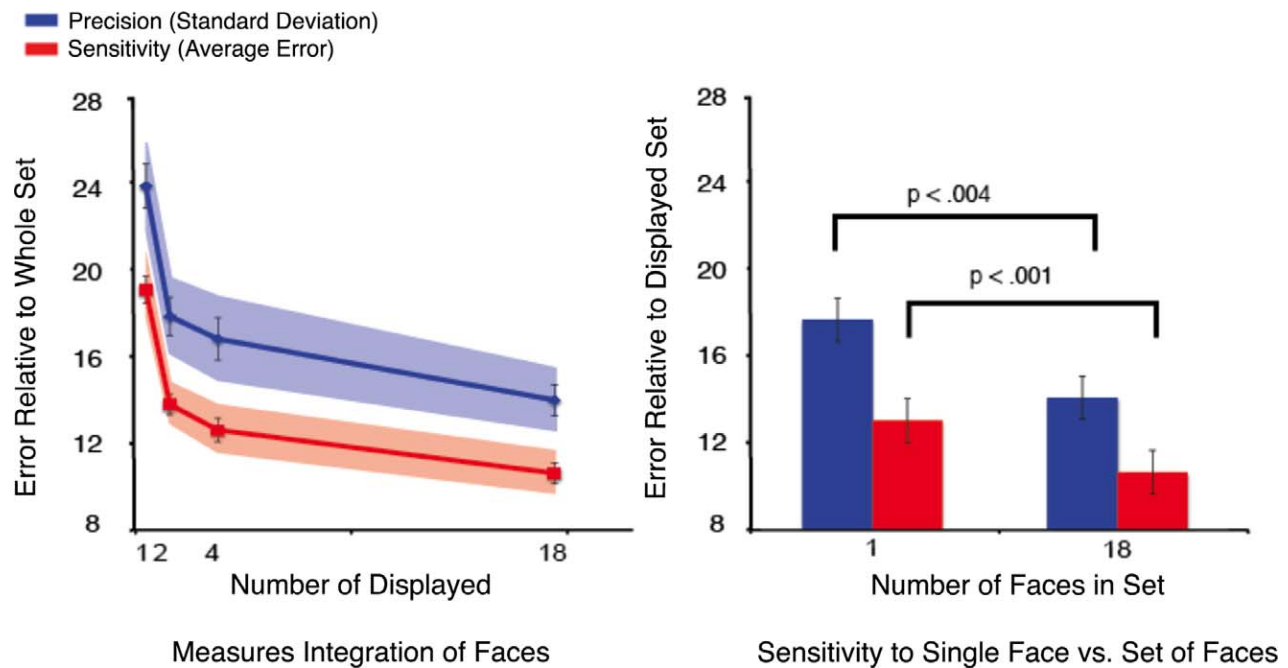 Precision (Standard Deviation)
Sensitivity (Average Error)
Error Relative to Whole Set
28
24
20
16
12
8
1 2 4 18
Number of Displayed
Measures Integration of Faces
Error Relative to Displayed Set
28
24
20
16
12
8
p < .004
p < .001
1 18
Number of Faces in Set
Sensitivity to Single Face vs. Set of Faces